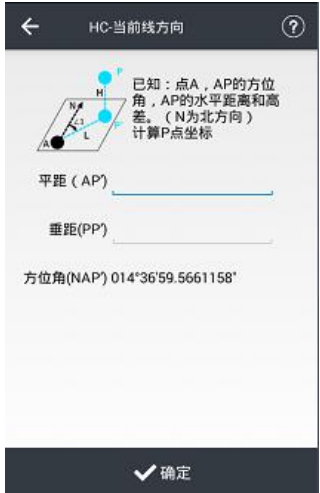 HC-当前线方向
?
P
H
N
P'
∠1
L
A
已知：点A，AP的方位
角，AP的水平距离和高
差。（N为北方向）
计算P点坐标
平距（AP')
垂距(PP')
方位角(NAP') 014°36'59.5661158"
确定